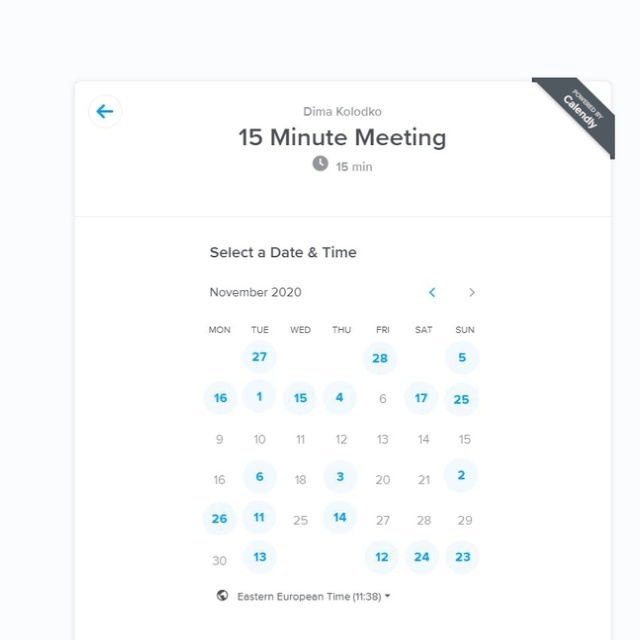 POWERED BY
Calendly
Dima Kolodko
15 Minute Meeting
15 min
Select a Date & Time
November 2020
MON TUE WED THU FRI SAT SUN
27 28 5
16 1 15 4 6 17 25
9 10 11 12 13 14 15
16 6 18 3 20 21 2
26 11 25 14 27 28 29
30 13 12 24 23
Eastern European Time (11:38)